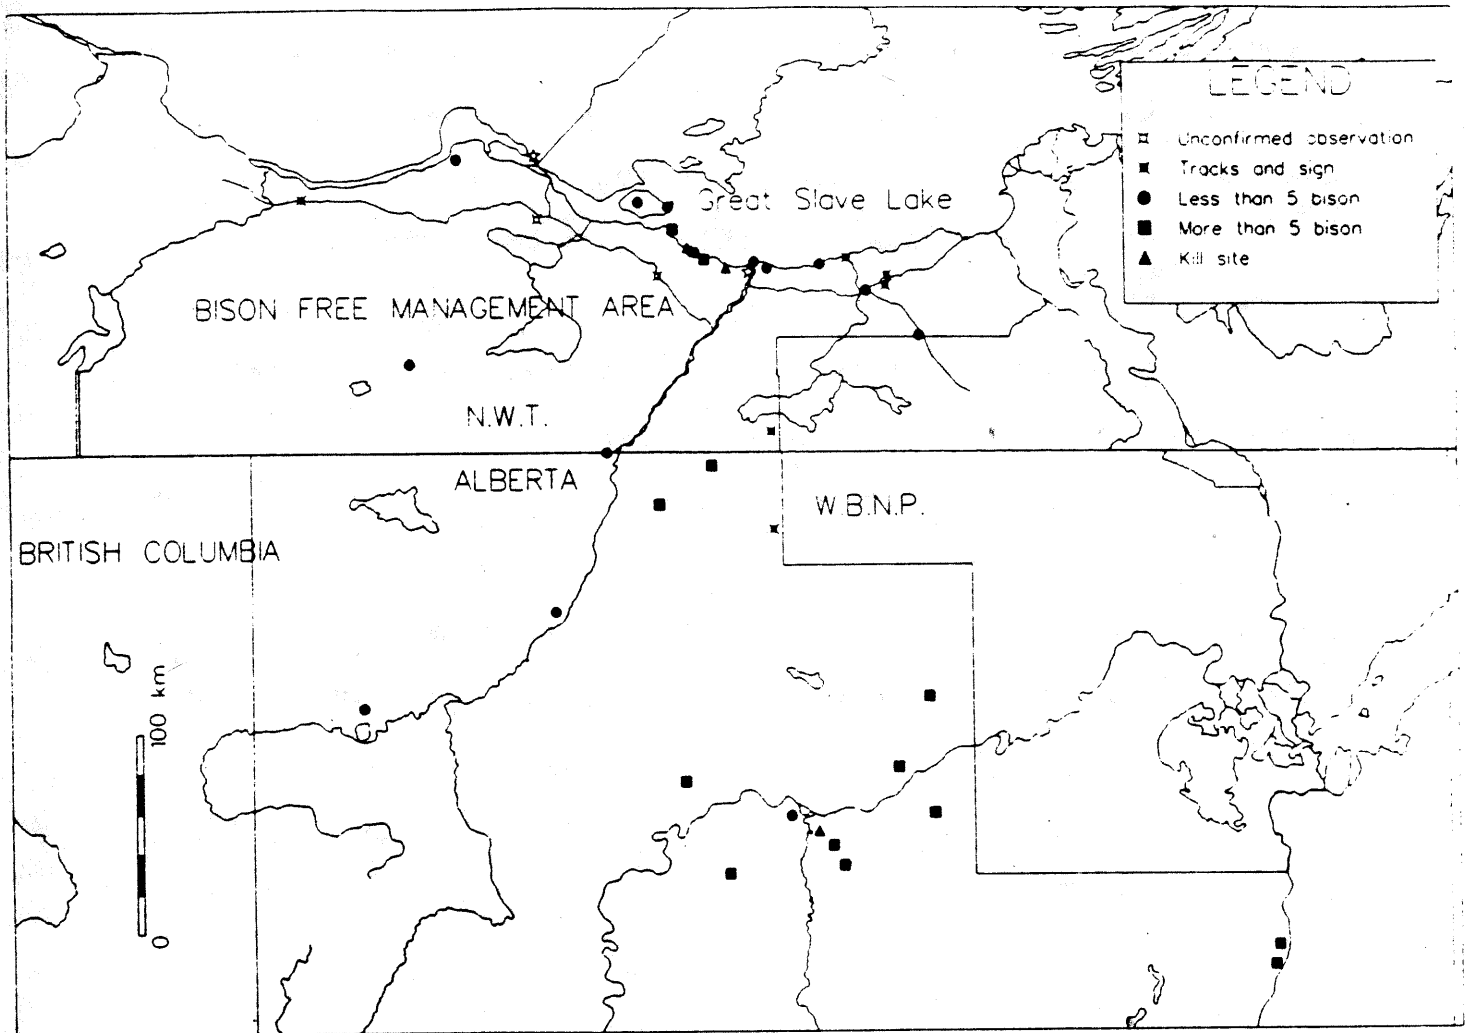 LEGEND
Unconfirmed observation
Tracks and sign
Less than 5 bison
More than 5 bison
Kill site
Great Slave Lake
BISON FREE MANAGEMENT AREA
N.W.T.
ALBERTA
W.B.N.P.
BRITISH COLUMBIA
100 km
0